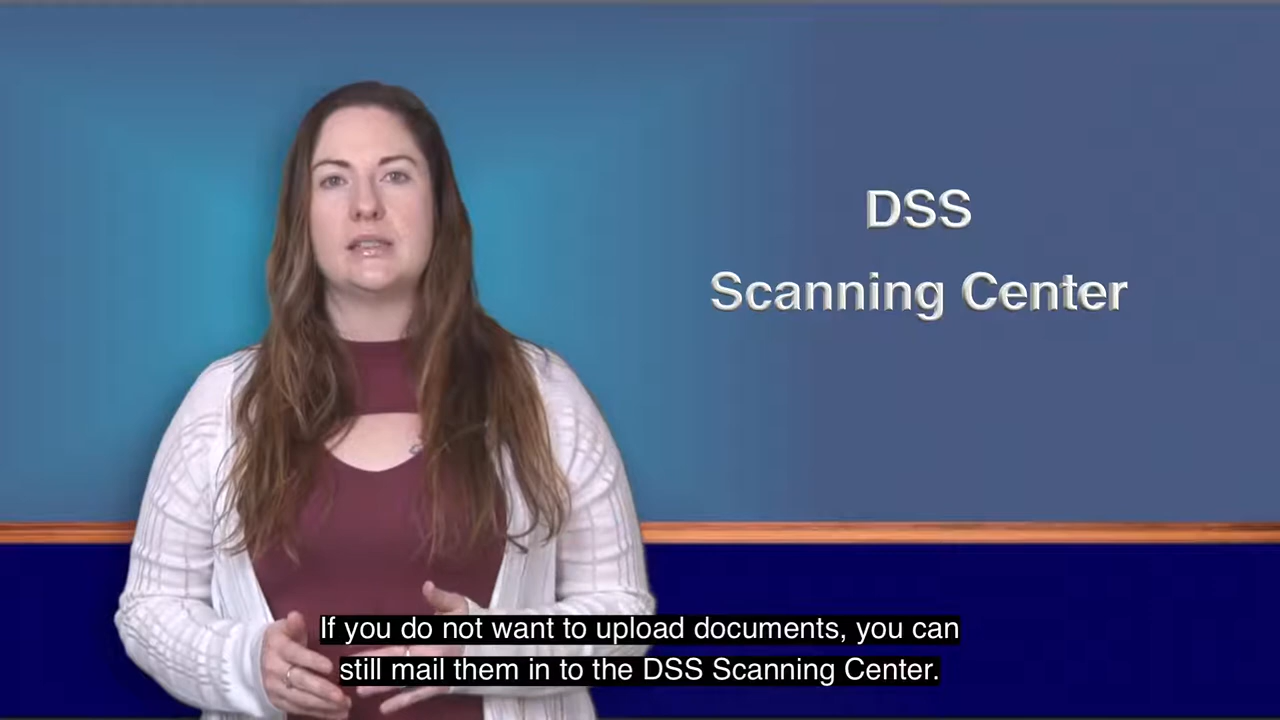 DSS
Scanning Center
If you do not want to upload documents, you can
still mail them in to the DSS Scanning Center.